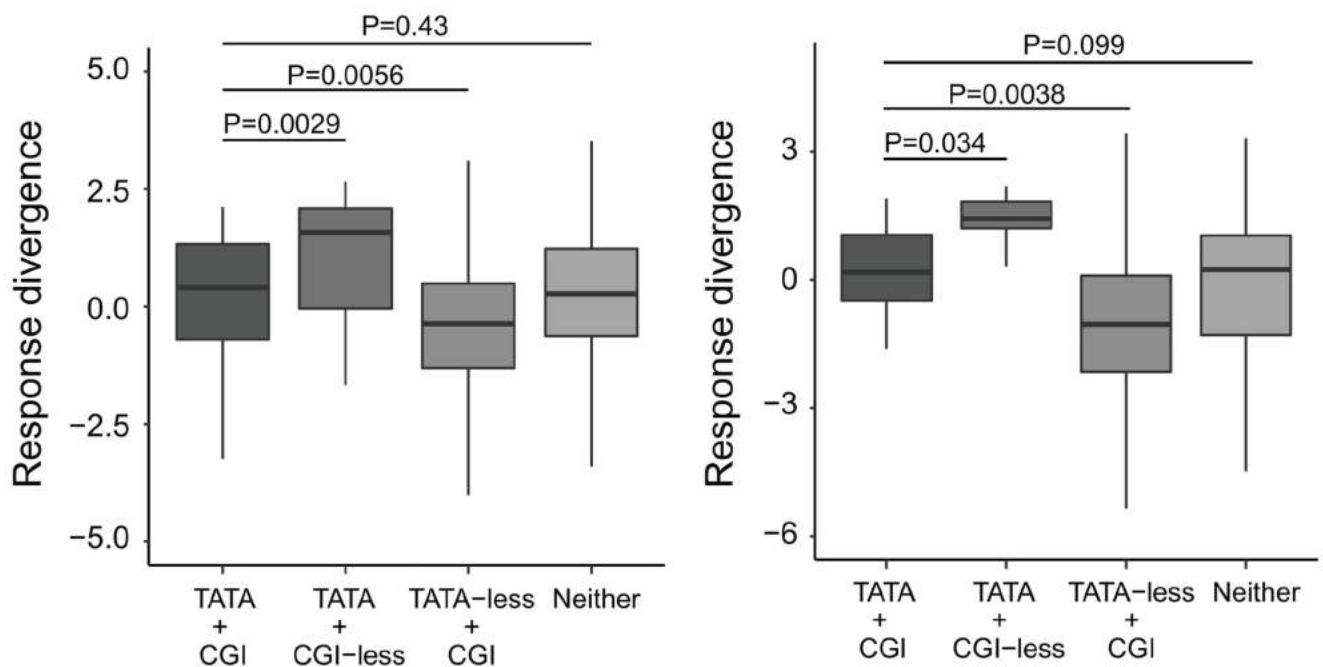 P=0.43
5.0
P=0.0056
P=0.0029
2.5
0.0
−2.5
−5.0
Response divergence
TATA TATA TATA−less Neither
+ + +
CGI CGI−less CGI
P=0.099
P=0.0038
P=0.034
3
0
−3
−6
Response divergence
TATA TATA TATA−less Neither
+ + +
CGI CGI−less CGI